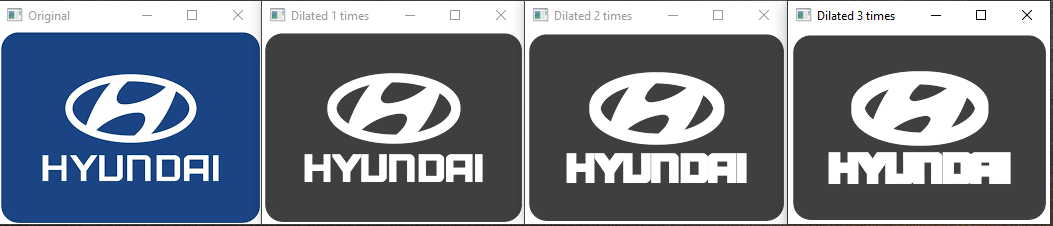 Original
HYUNDAI
Dilated 1 times
HYUNDAI
Dilated 2 times
HYUNDAI
Dilated 3 times
HYUNDAI